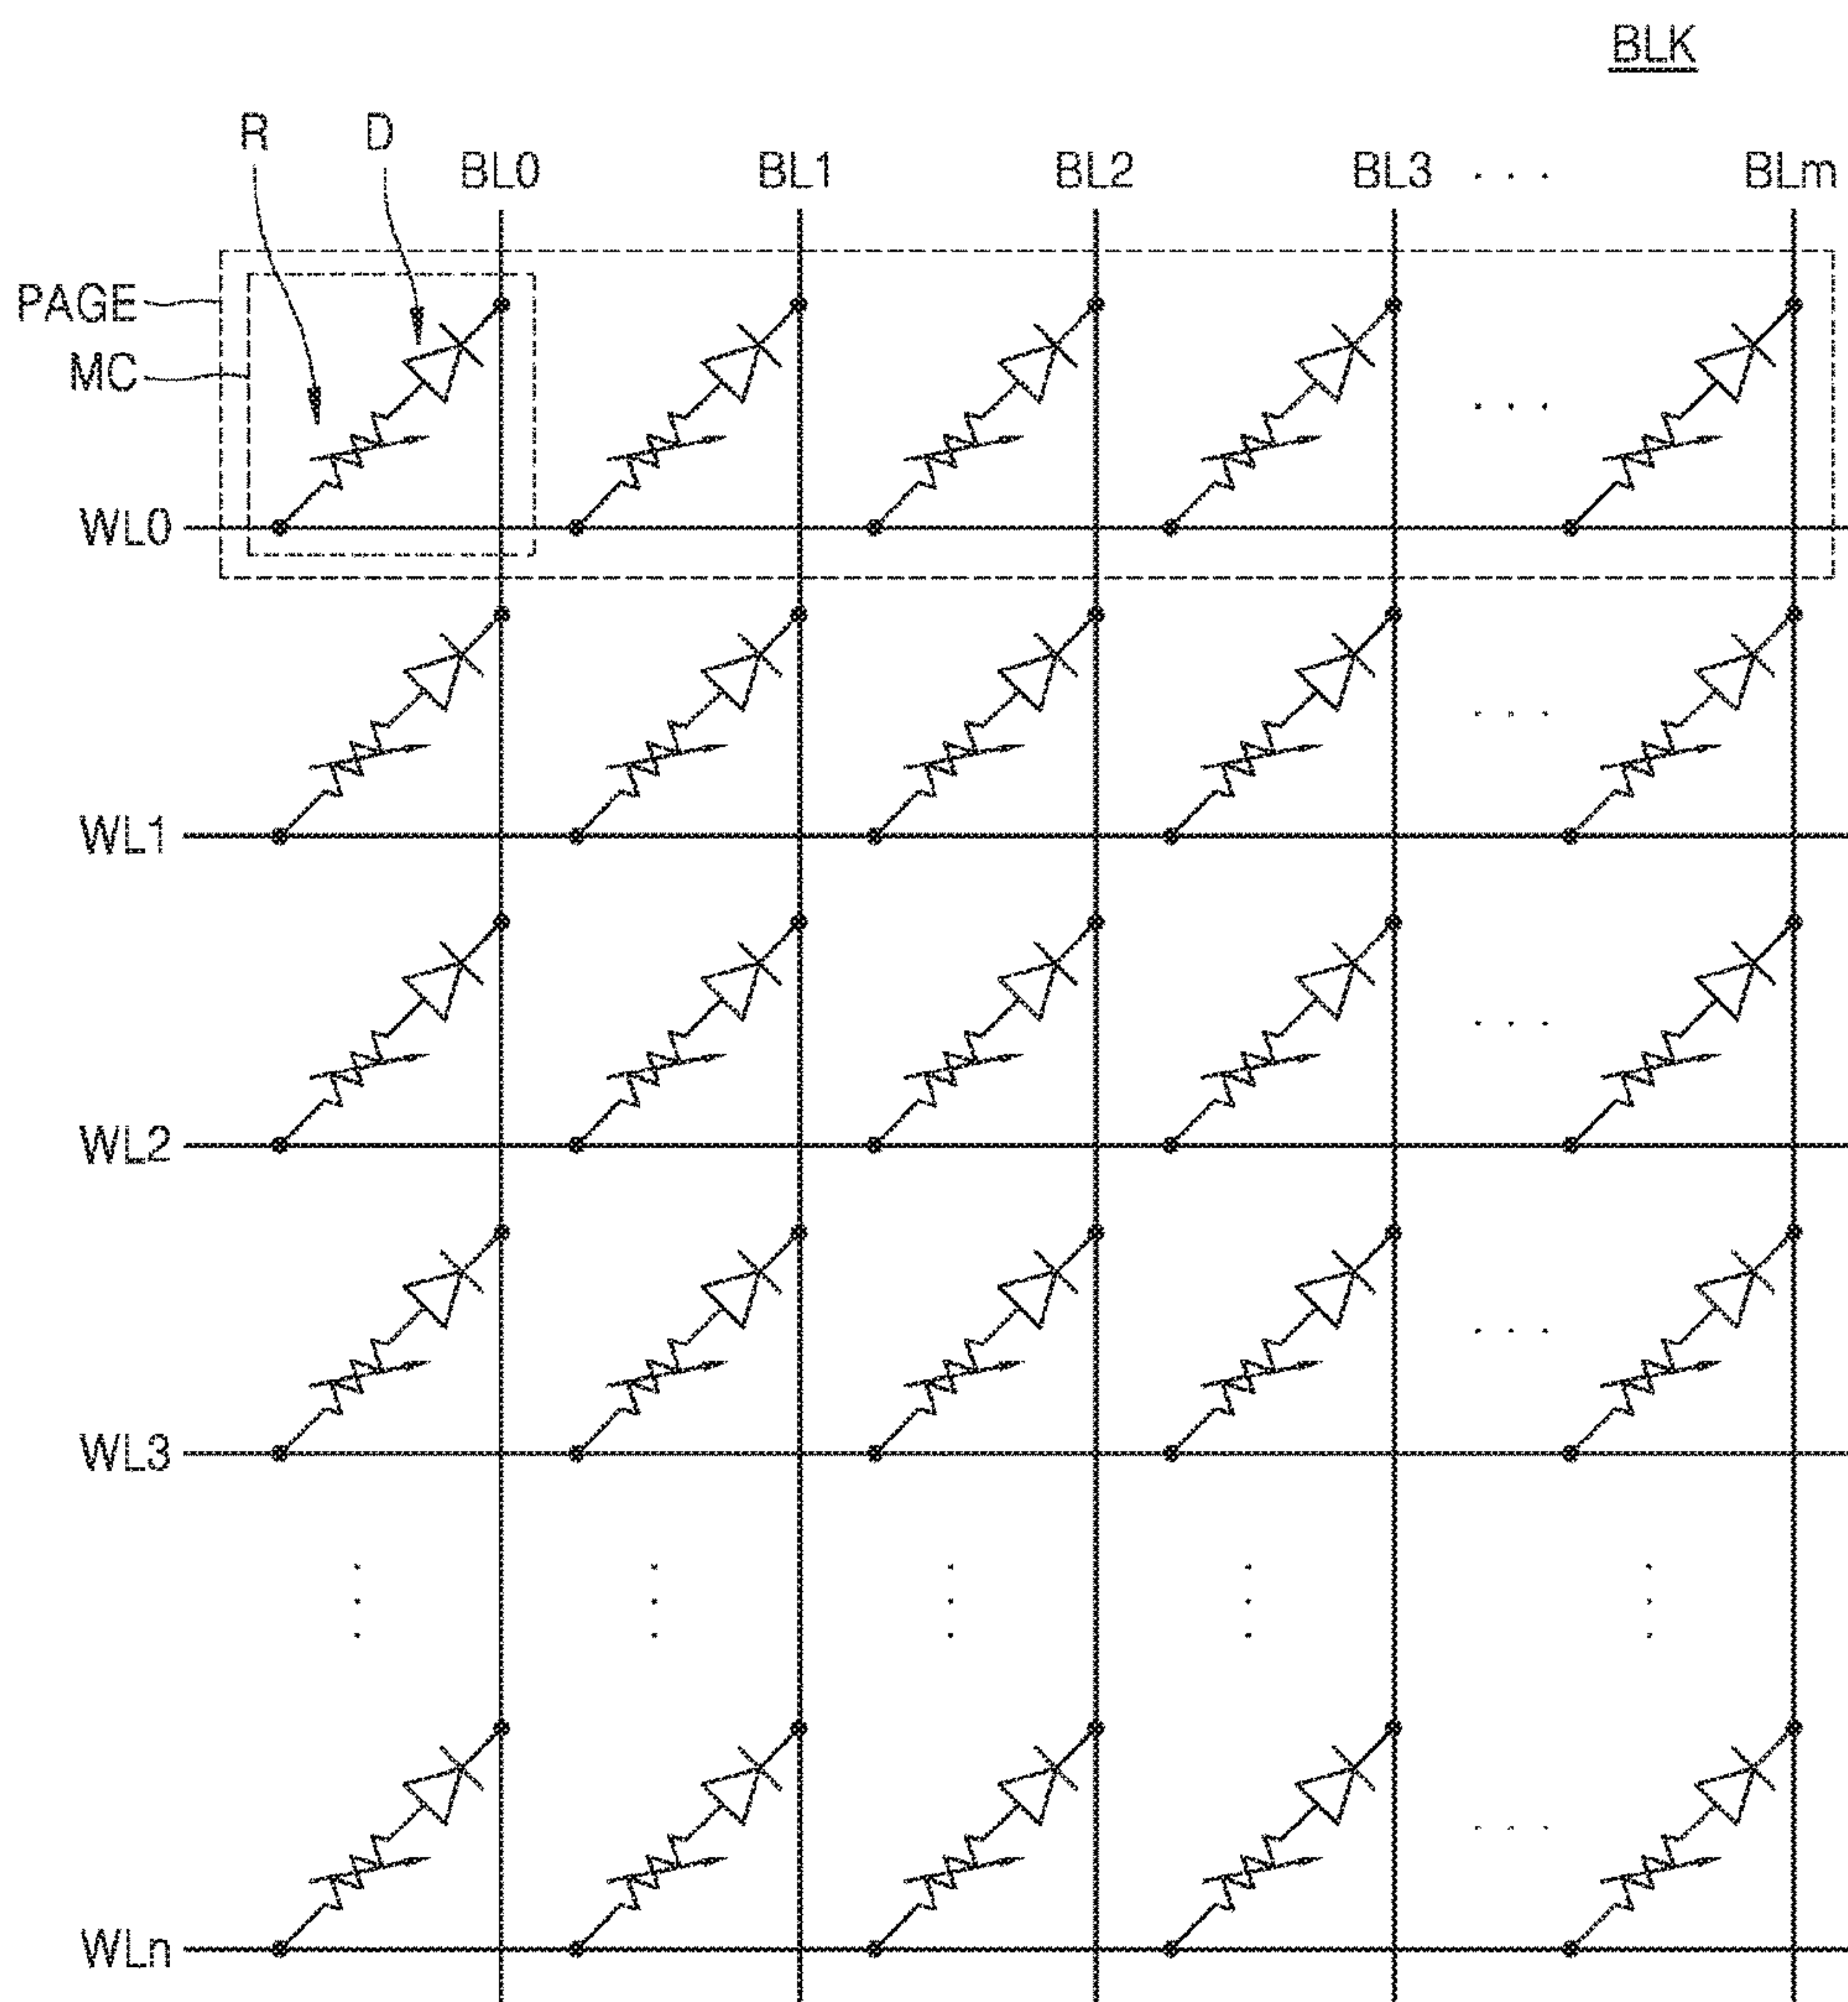 BLK
R D
BL0 BL1 BL2 BL3 . . . BLm
PAGE
MC
. . .
WL0
. . .
WL1
. . .
WL2
. . .
WL3
. . .
WLn